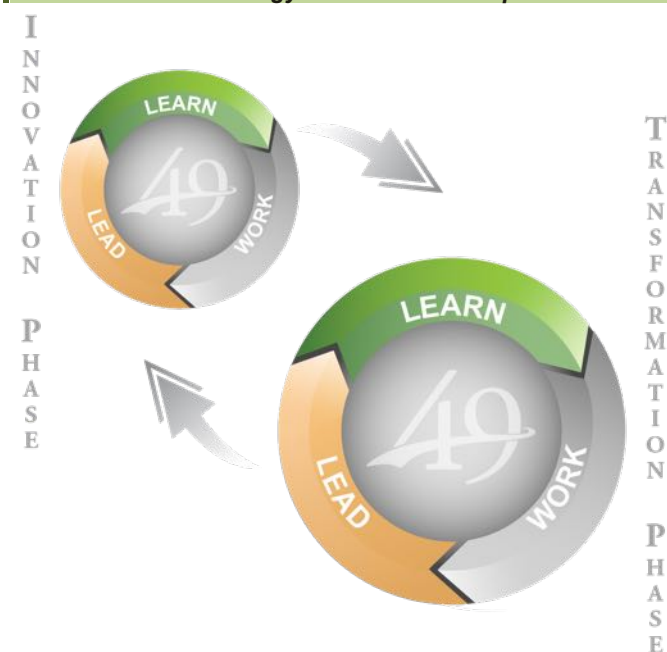 INNOVATION PHASE
LEARN
WORK
LEAD
49
TRANSFORMATION PHASE
LEARN
WORK
LEAD
49